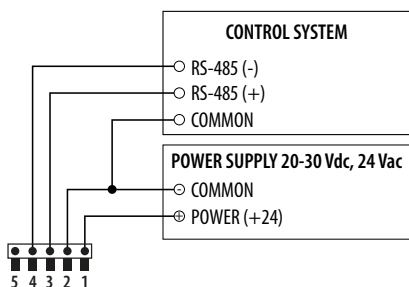 CONTROL SYSTEM
RS-485 (-)
RS-485 (+)
COMMON
POWER SUPPLY 20-30 Vdc, 24 Vac
COMMON
POWER (+24)
5 4 3 2 1